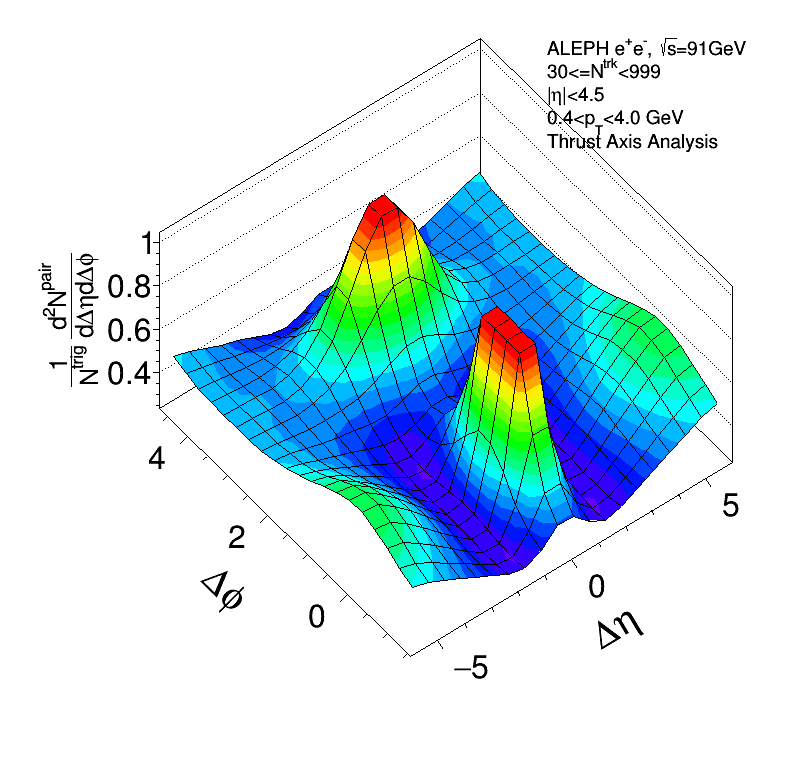 ALEPH e⁺e⁻, √s=91GeV
30<=Nᵗʳᵏ<999
|η|<4.5
0.4<p_T<4.0 GeV
Thrust Axis Analysis
1/N^trig d²N^pair/dΔηdΔφ
1
0.8
0.6
0.4
4
2
0
Δφ
5
0
−5
Δη